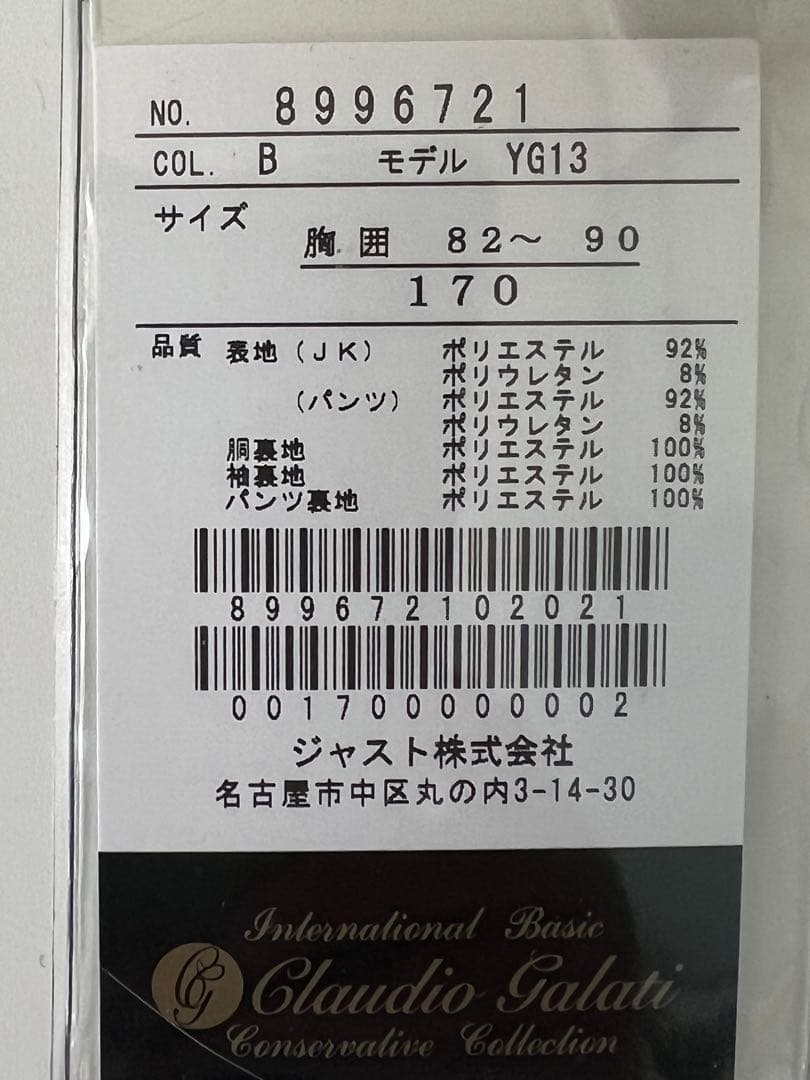 NO. 8996721
COL. B モデル YG13
サイズ
胸囲 82～ 90
170
品質 表地（ＪＫ） ポリエステル 92%
ポリウレタン 8%
（パンツ） ポリエステル 92%
ポリウレタン 8%
胴裏地 ポリエステル 100%
袖裏地 ポリエステル 100%
パンツ裏地 ポリエステル 100%
899672102021
0017000000002
ジャスト株式会社
名古屋市中区丸の内3-14-30
International Basic
CG Claudio Galati
Conservative Collection